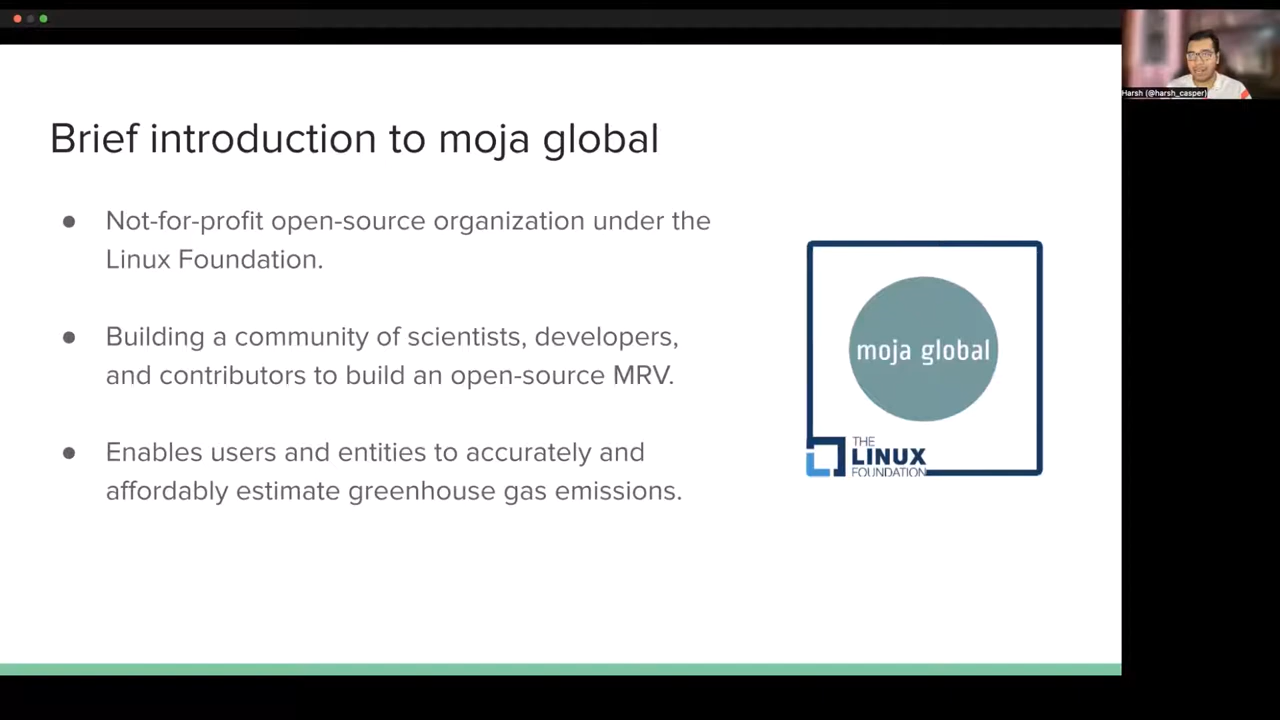 Harsh (@harsh_casper)
Brief introduction to moja global
● Not-for-profit open-source organization under the
Linux Foundation.
● Building a community of scientists, developers,
and contributors to build an open-source MRV.
● Enables users and entities to accurately and
affordably estimate greenhouse gas emissions.
moja global
THE
LINUX
FOUNDATION